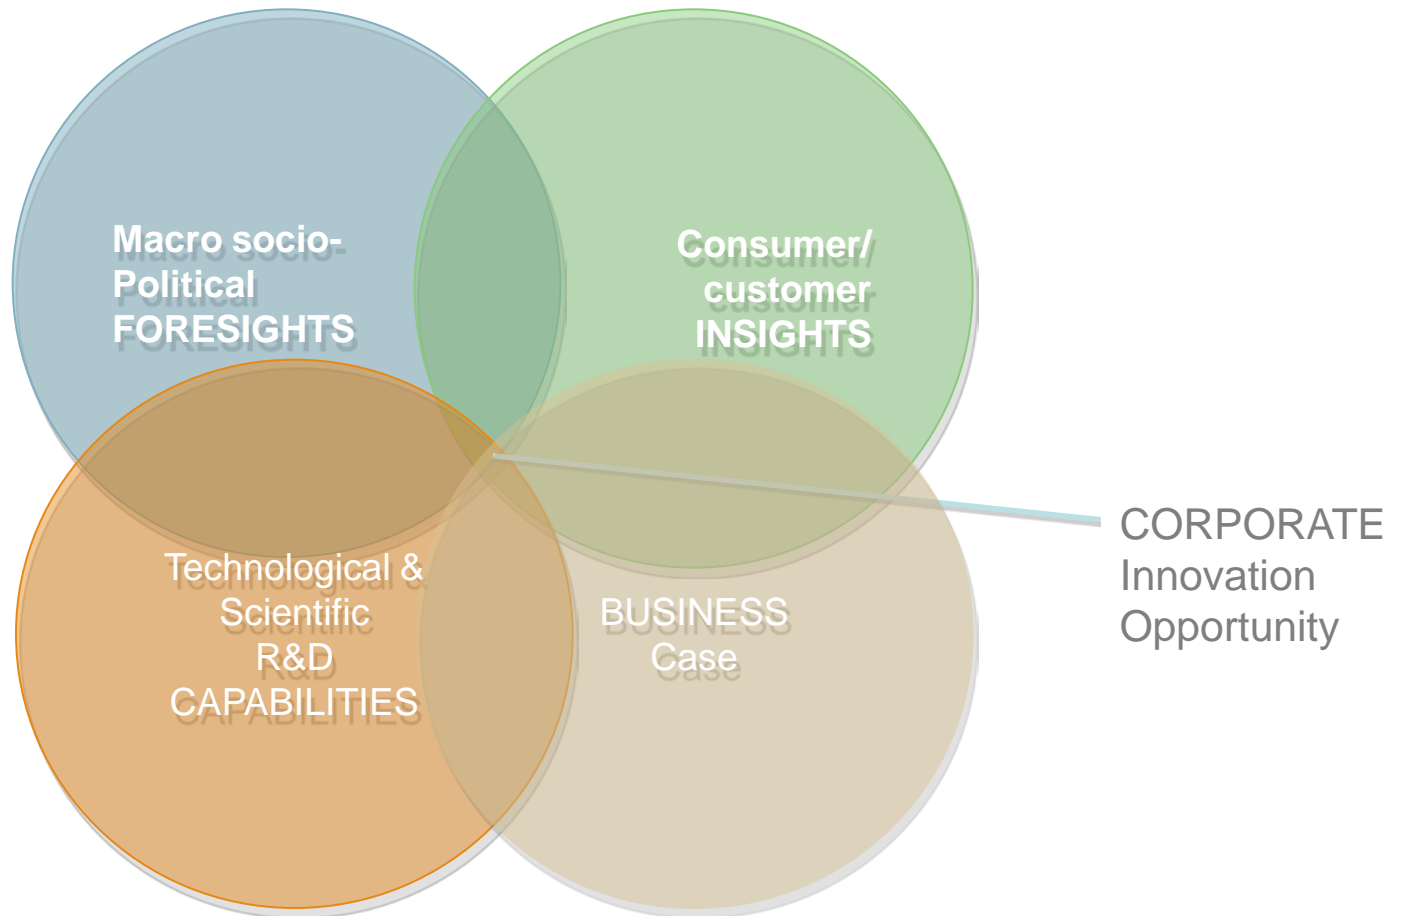 Macro socio-
Political
FORESIGHTS
Consumer/
customer
INSIGHTS
Technological &
Scientific
R&D
CAPABILITIES
BUSINESS
Case
CORPORATE
Innovation
Opportunity